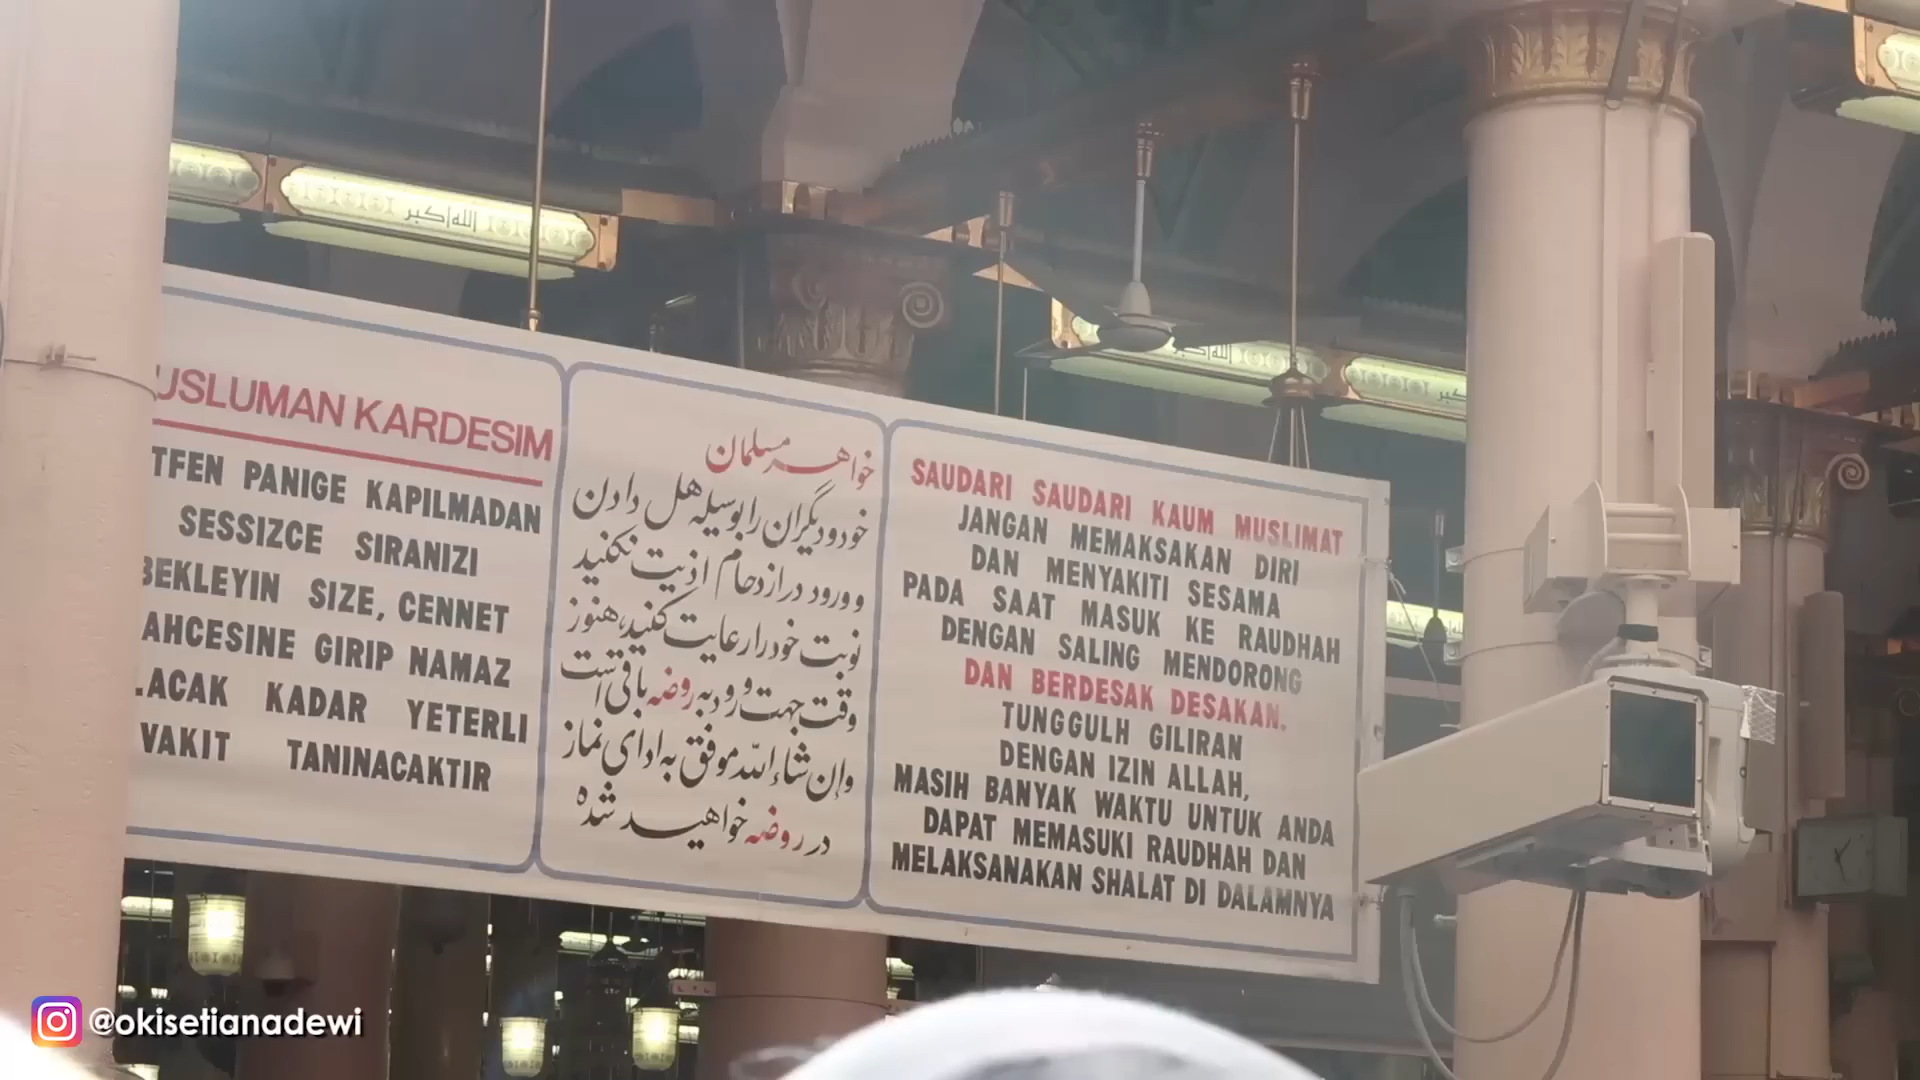 الله اكبر
USLUMAN KARDESIM
TFEN PANIGE KAPILMADAN
SESSIZCE SIRANIZI
BEKLEYIN SIZE, CENNET
AHCESINE GIRIP NAMAZ
LACAK KADAR YETERLI
VAKIT TANINACAKTIR
خواهر مسلمان
خود و دیگران را بوسیله هل دادن
و ورود در ازدحام اذیت نکنید
نوبت خود را رعایت کنید، هنوز
وقت جهت ورود به روضه باقی است
وإن شاء الله موفق به ادای نماز
در روضه خواهید شد
SAUDARI SAUDARI KAUM MUSLIMAT
JANGAN MEMAKSAKAN DIRI
DAN MENYAKITI SESAMA
PADA SAAT MASUK KE RAUDHAH
DENGAN SALING MENDORONG
DAN BERDESAK DESAKAN.
TUNGGULH GILIRAN
DENGAN IZIN ALLAH,
MASIH BANYAK WAKTU UNTUK ANDA
DAPAT MEMASUKI RAUDHAH DAN
MELAKSANAKAN SHALAT DI DALAMNYA
@okisetianadewi